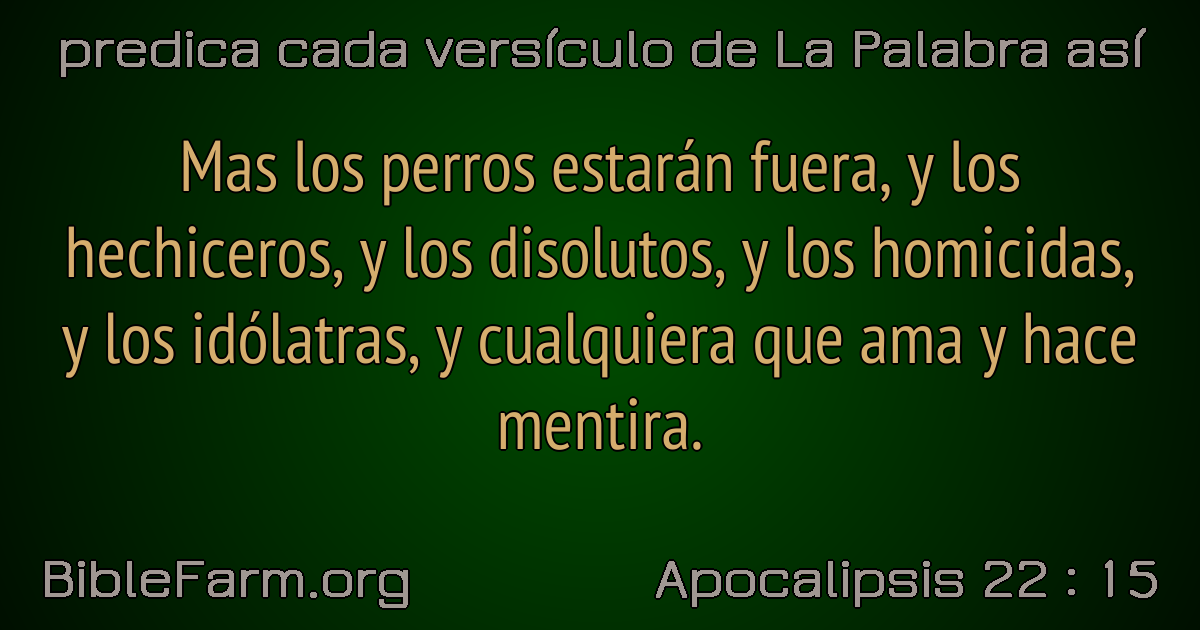 predica cada versículo de La Palabra así
Mas los perros estarán fuera, y los
hechiceros, y los disolutos, y los homicidas,
y los idólatras, y cualquiera que ama y hace
mentira.
BibleFarm.org
Apocalipsis 22 : 15